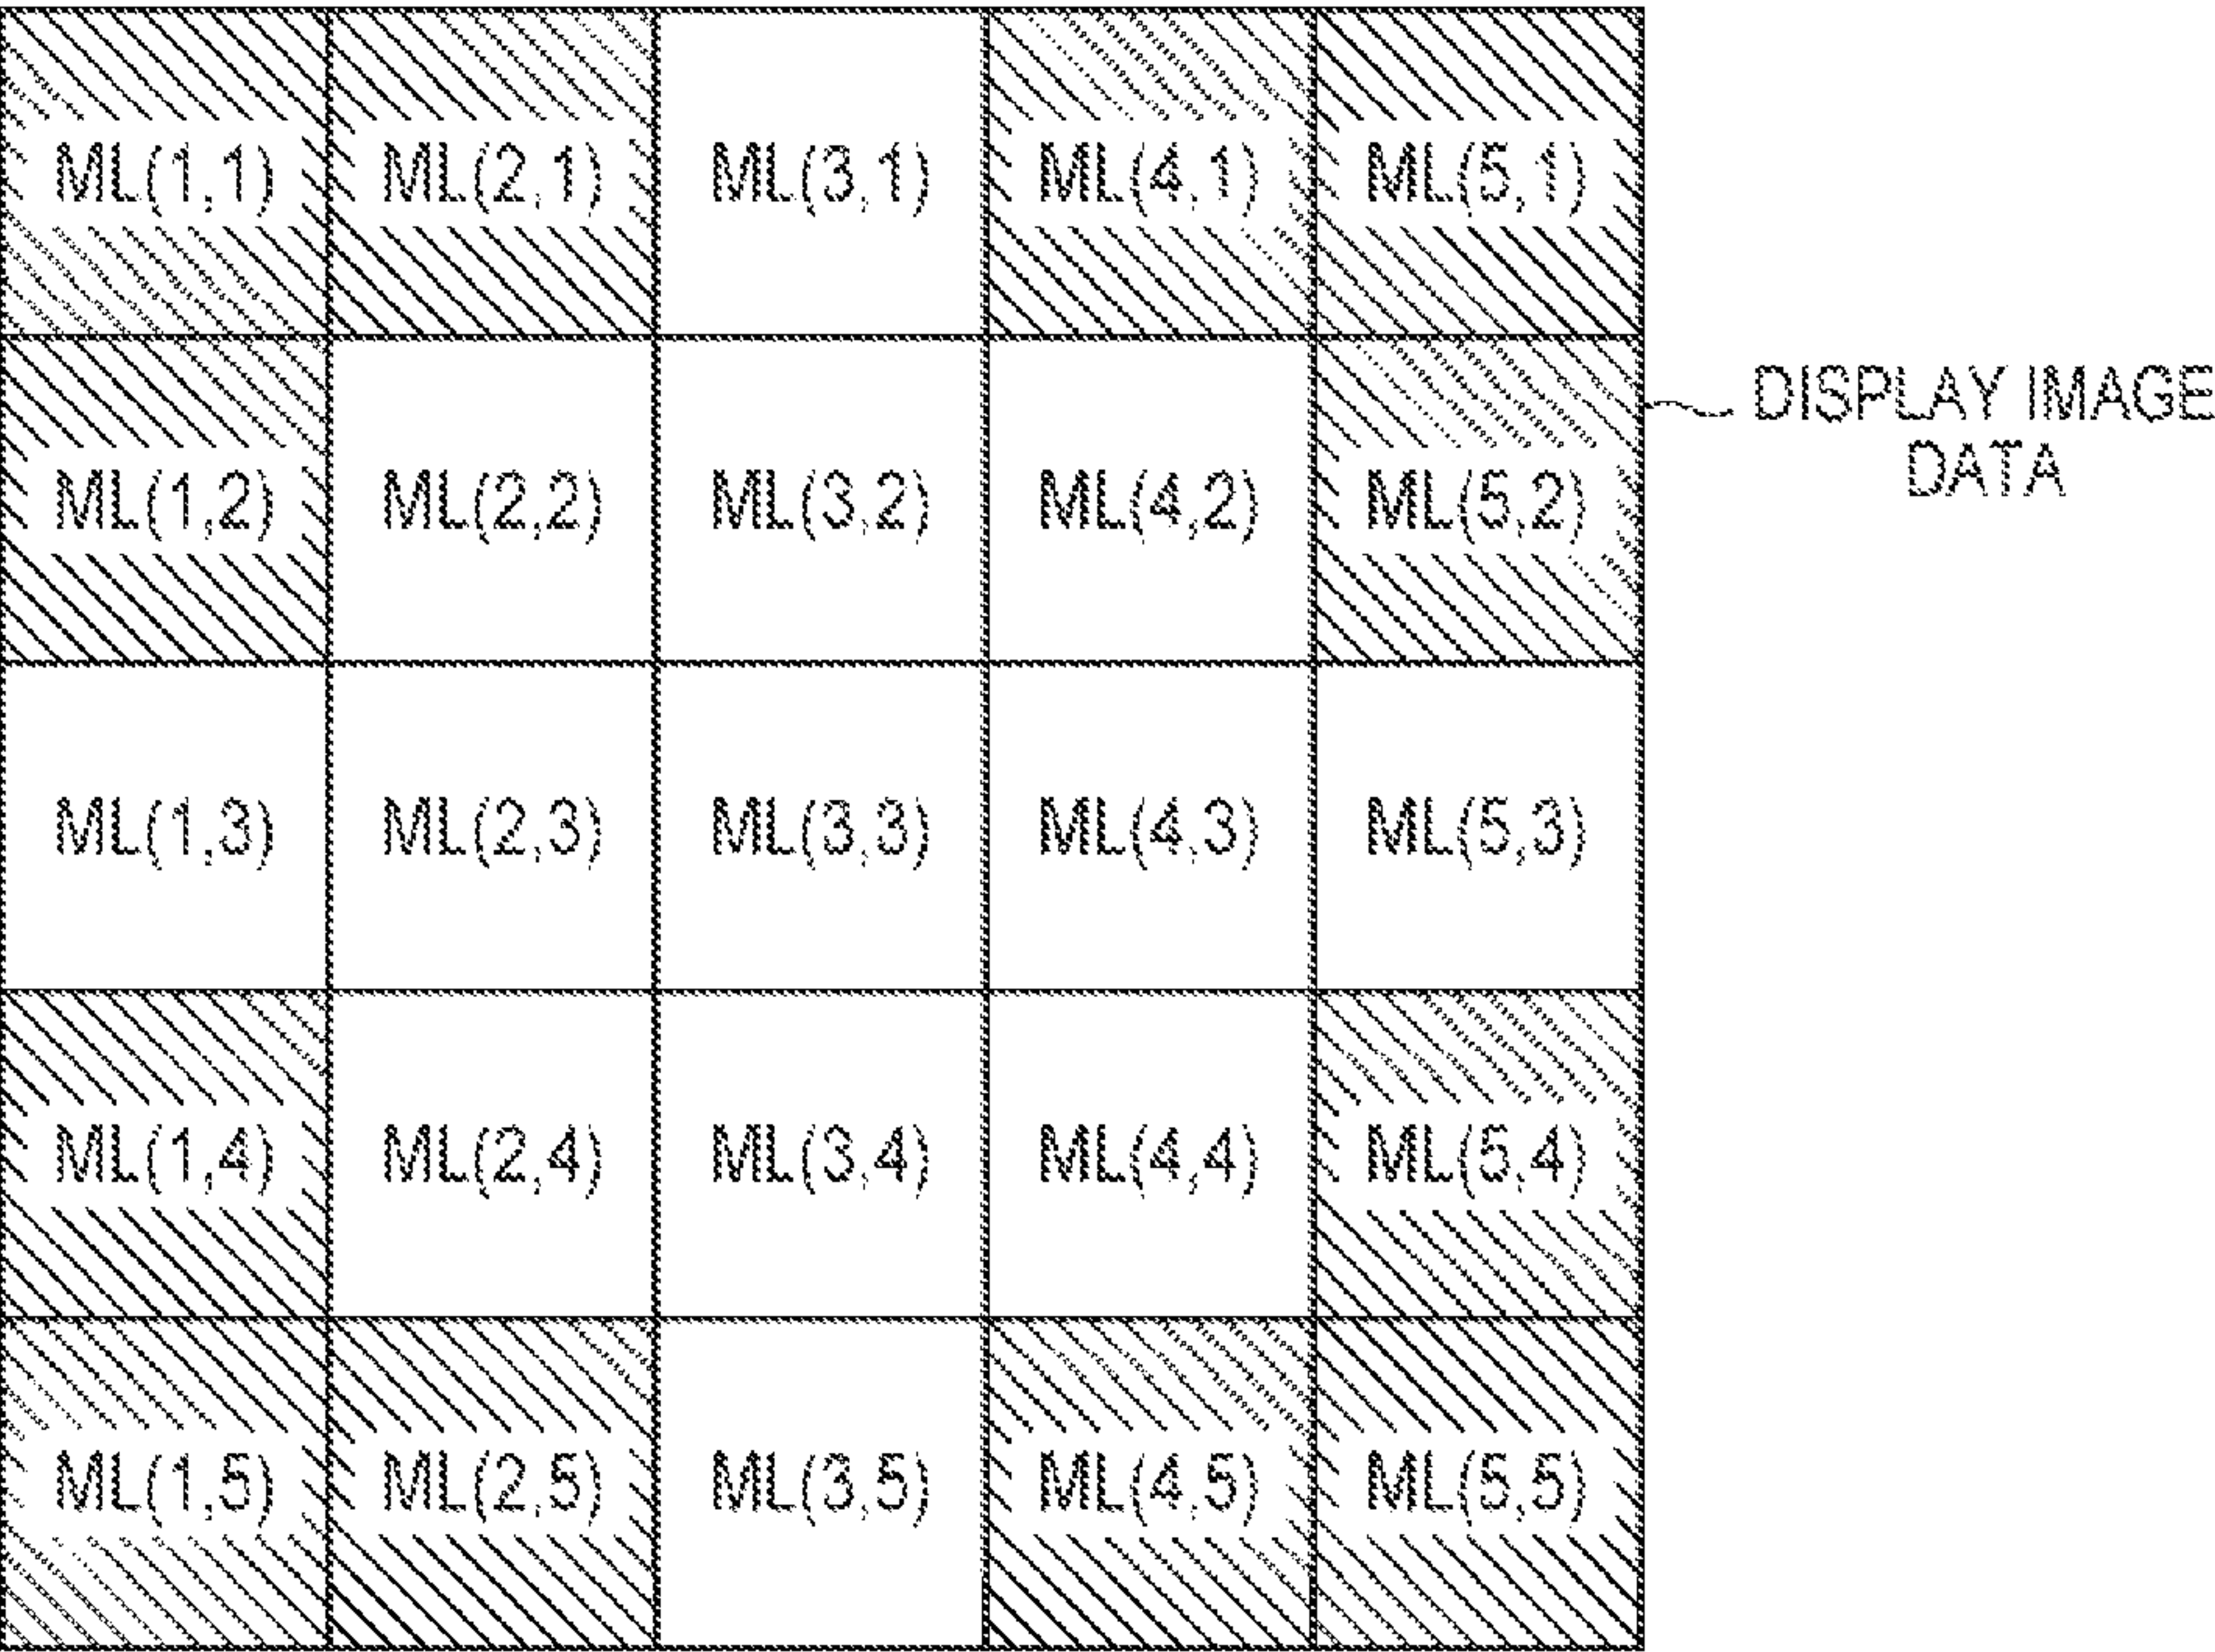 ML(1,1) ML(2,1) ML(3,1) ML(4,1) ML(5,1)
ML(1,2) ML(2,2) ML(3,2) ML(4,2) ML(5,2)
DISPLAY IMAGE
DATA
ML(1,3) ML(2,3) ML(3,3) ML(4,3) ML(5,3)
ML(1,4) ML(2,4) ML(3,4) ML(4,4) ML(5,4)
ML(1,5) ML(2,5) ML(3,5) ML(4,5) ML(5,5)